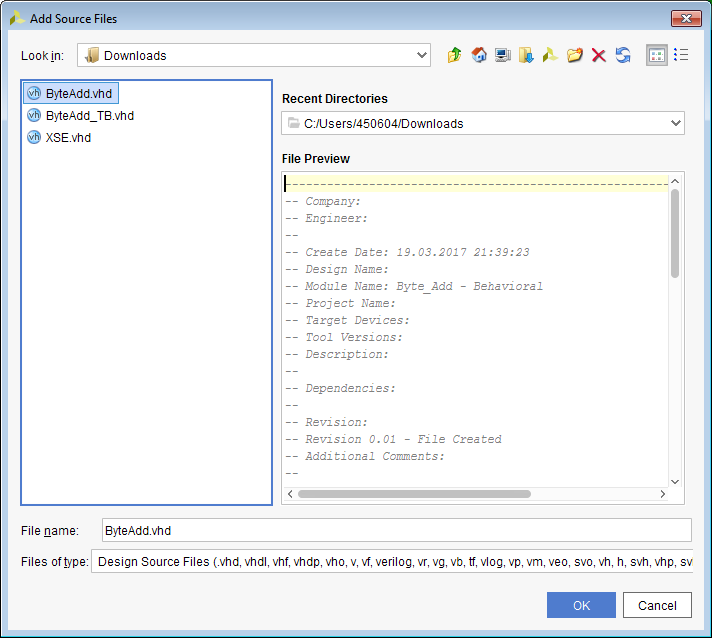 Add Source Files
Look in: Downloads
vh ByteAdd.vhd
vh ByteAdd_TB.vhd
vh XSE.vhd
Recent Directories
C:/Users/450604/Downloads
File Preview
--------------------------------------------------------
-- Company:
-- Engineer:
--
-- Create Date: 19.03.2017 21:39:23
-- Design Name:
-- Module Name: Byte_Add - Behavioral
-- Project Name:
-- Target Devices:
-- Tool Versions:
-- Description:
--
-- Dependencies:
--
-- Revision:
-- Revision 0.01 - File Created
-- Additional Comments:
--
File name: ByteAdd.vhd
Files of type: Design Source Files (.vhd, vhdl, vhf, vhdp, vho, v, vf, verilog, vr, vg, vb, tf, vlog, vp, vm, veo, svo, vh, h, svh, vhp, sv
OK Cancel